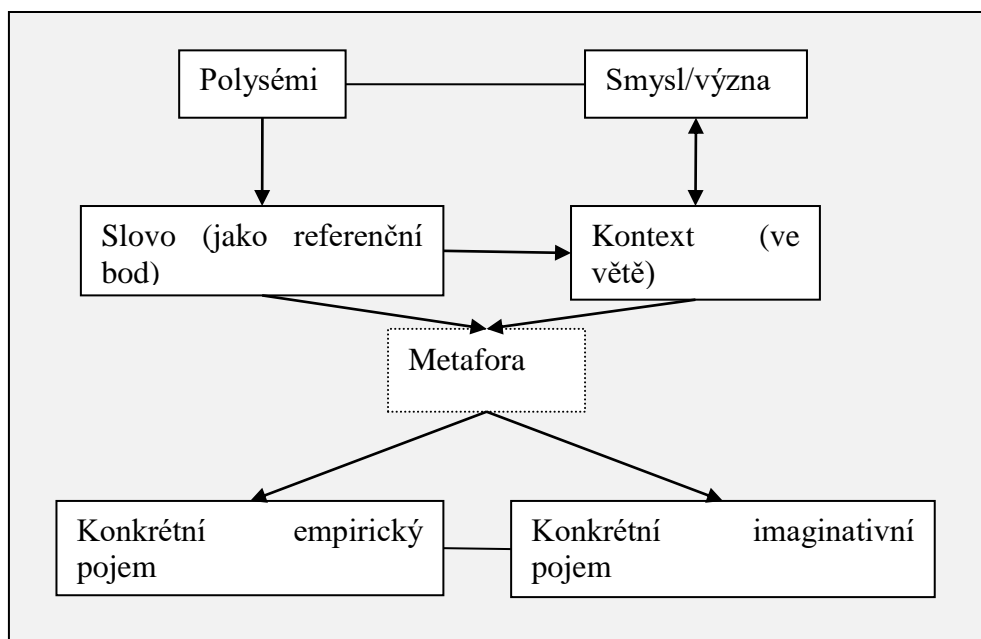 Polysémi
Smysl/význa
Slovo (jako referenční
bod)
Kontext (ve
větě)
Metafora
Konkrétní empirický
pojem
Konkrétní imaginativní
pojem